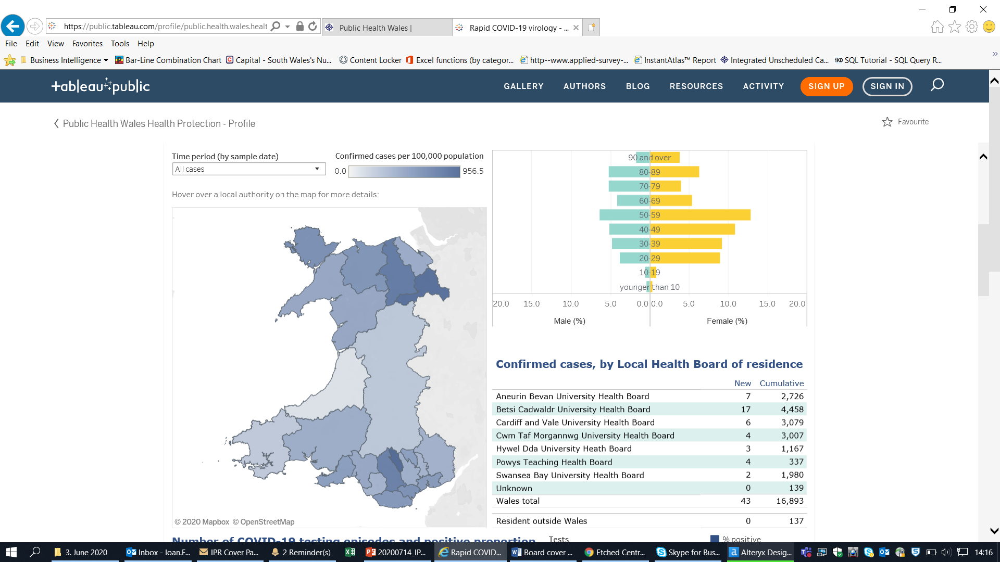 https://public.tableau.com/profile/public.health.wales.healt
Public Health Wales |
Rapid COVID-19 virology - ...
File Edit View Favorites Tools Help
Business Intelligence
Bar-Line Combination Chart
Capital - South Wales's Nu...
Content Locker
Excel functions (by categor...
http--www.applied-survey-...
InstantAtlas™ Report
Integrated Unscheduled Ca...
1KD SQL Tutorial - SQL Query R...
+ableau public
GALLERY AUTHORS BLOG RESOURCES ACTIVITY SIGN UP SIGN IN
Public Health Wales Health Protection - Profile
Favourite
Time period (by sample date)
All cases
Confirmed cases per 100,000 population
0.0 956.5
Hover over a local authority on the map for more details:
© 2020 Mapbox © OpenStreetMap
90 and over
80-89
70-79
60-69
50-59
40-49
30-39
20-29
10-19
younger than 10
20.0 15.0 10.0 5.0 0.0 0.0 5.0 10.0 15.0 20.0
Male (%) Female (%)
Confirmed cases, by Local Health Board of residence
New Cumulative
Aneurin Bevan University Health Board 7 2,726
Betsi Cadwaldr University Health Board 17 4,458
Cardiff and Vale University Health Board 6 3,079
Cwm Taf Morgannwg University Health Board 4 3,007
Hywel Dda University Heath Board 3 1,167
Powys Teaching Health Board 4 337
Swansea Bay University Health Board 2 1,980
Unknown 0 139
Wales total 43 16,893
Resident outside Wales 0 137
Number of COVID-19 testing episodes and positive proportion
Tests % positive
3. June 2020
Inbox - Ioan.F...
IPR Cover Pa...
2 Reminder(s)
20200714_IP...
Rapid COVID...
Board cover ...
Etched Centr...
Skype for Bus...
Alteryx Desig...
14:16